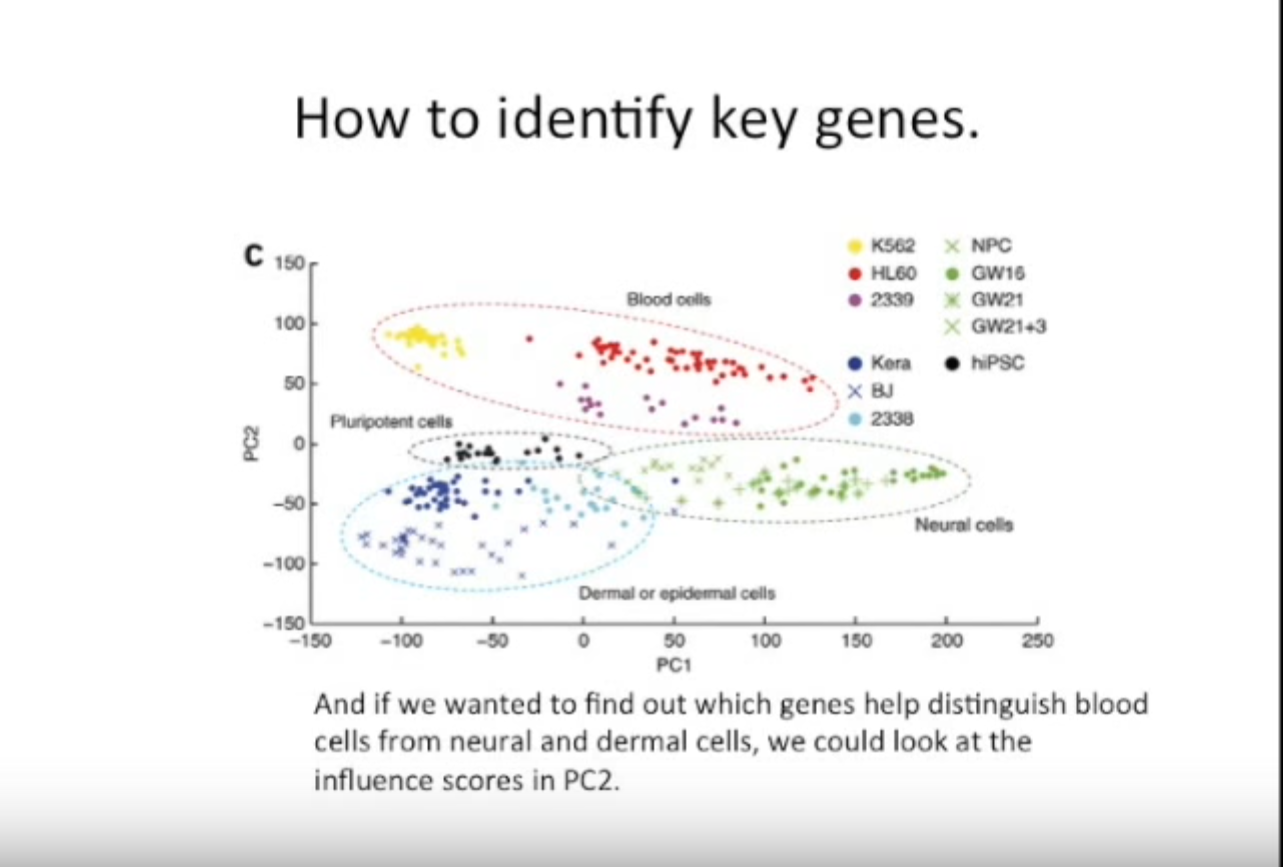 How to identify key genes.
c
K562
HL60
2339
Kera
BJ
2338
NPC
GW16
GW21
GW21+3
hiPSC
150
100
50
0
−50
−100
−150
PC2
Blood cells
Pluripotent cells
Neural cells
Dermal or epidermal cells
−150 −100 −50 0 50 100 150 200 250
PC1
And if we wanted to find out which genes help distinguish blood
cells from neural and dermal cells, we could look at the
influence scores in PC2.